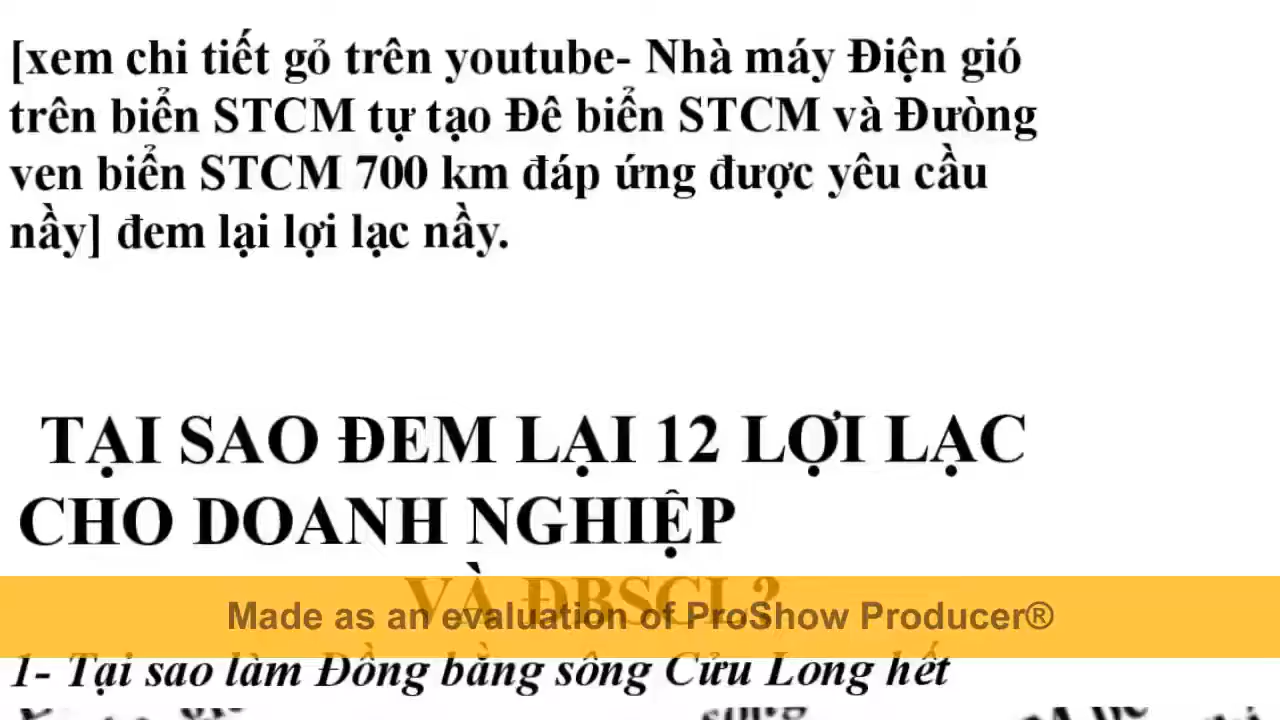 [xem chi tiết gỏ trên youtube- Nhà máy Điện gió
trên biển STCM tự tạo Đê biển STCM và Đưòng
ven biển STCM 700 km đáp ứng được yêu cầu
nầy] đem lại lợi lạc nầy.
TẠI SAO ĐEM LẠI 12 LỢI LẠC
CHO DOANH NGHIỆP
VÀ ĐBSCL?
Made as an evaluation of ProShow Producer®
1- Tại sao làm Đồng bằng sông Cửu Long hết